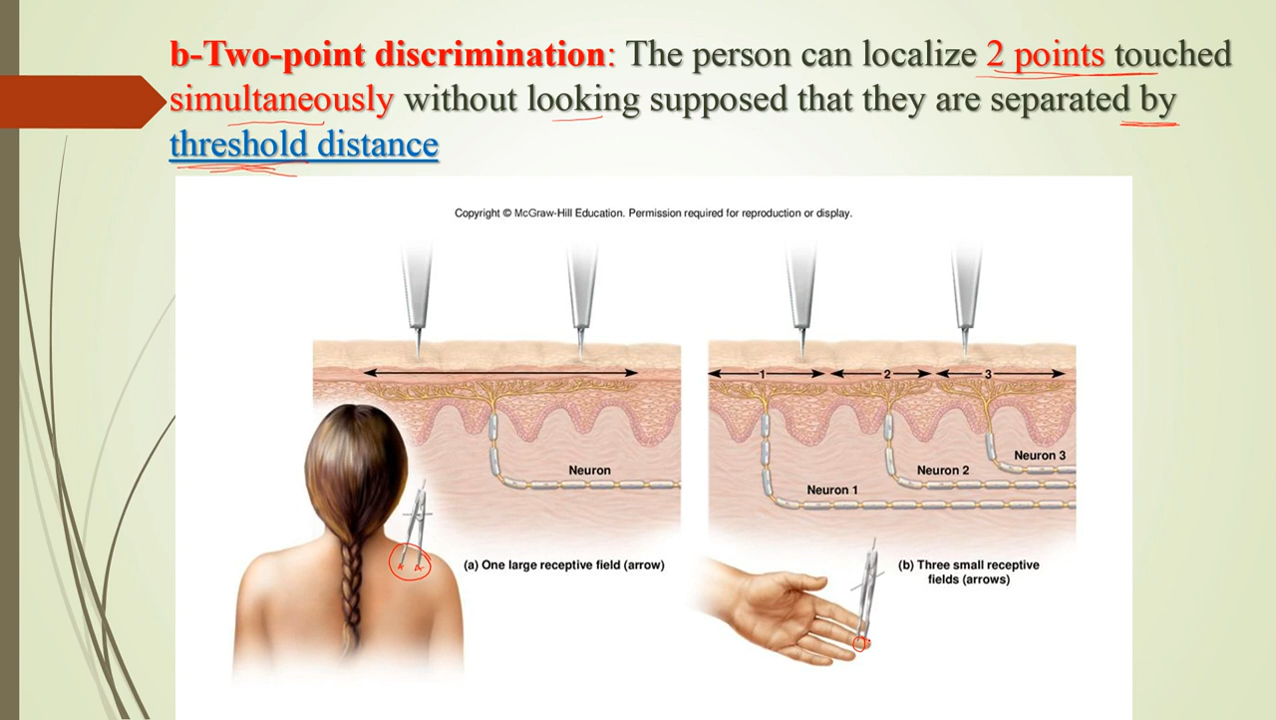 b-Two-point discrimination: The person can localize 2 points touched
simultaneously without looking supposed that they are separated by
threshold distance
Copyright © McGraw-Hill Education. Permission required for reproduction or display.
1
2
3
Neuron
Neuron 1
Neuron 2
Neuron 3
(a) One large receptive field (arrow)
(b) Three small receptive
fields (arrows)